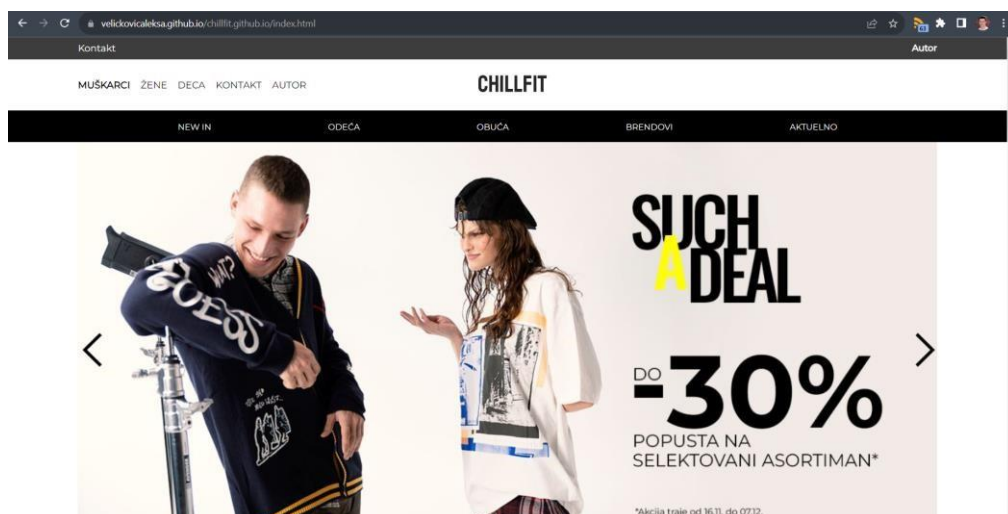 velickovicaleksa.github.io/chillfit.github.io/index.html
Kontakt Autor
MUŠKARCI ŽENE DECA KONTAKT AUTOR
CHILLFIT
NEW IN ODEĆA OBUĆA BRENDOVI AKTUELNO
WHAT?
GUESS
SUCH
A DEAL
DO
-30%
POPUSTA NA
SELEKTOVANI ASORTIMAN*
*Akcija traje od 16.11. do 07.12.